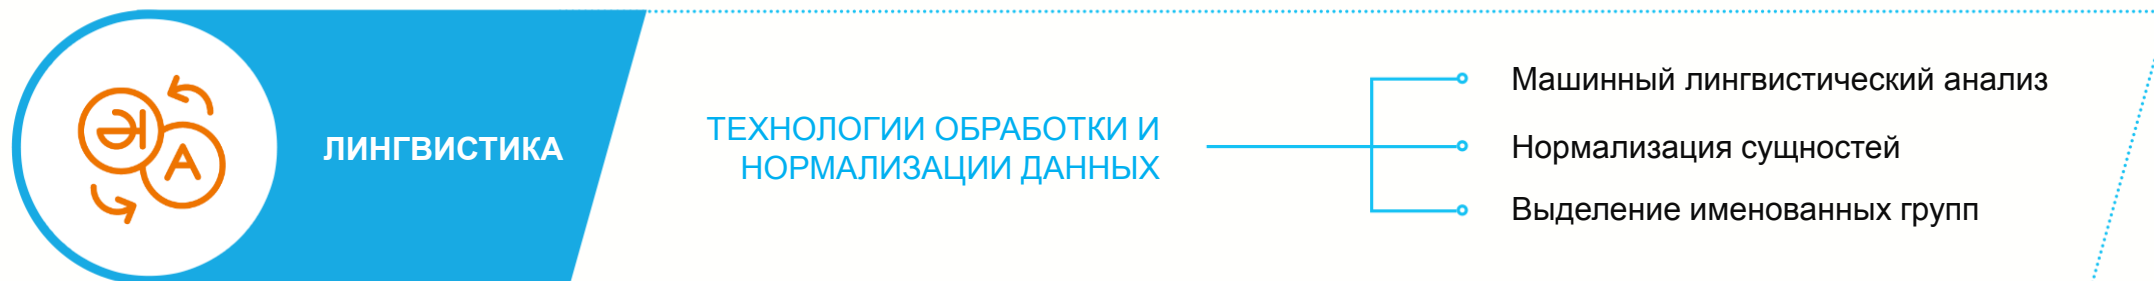 ЛИНГВИСТИКА
ТЕХНОЛОГИИ ОБРАБОТКИ И
НОРМАЛИЗАЦИИ ДАННЫХ
Машинный лингвистический анализ
Нормализация сущностей
Выделение именованных групп